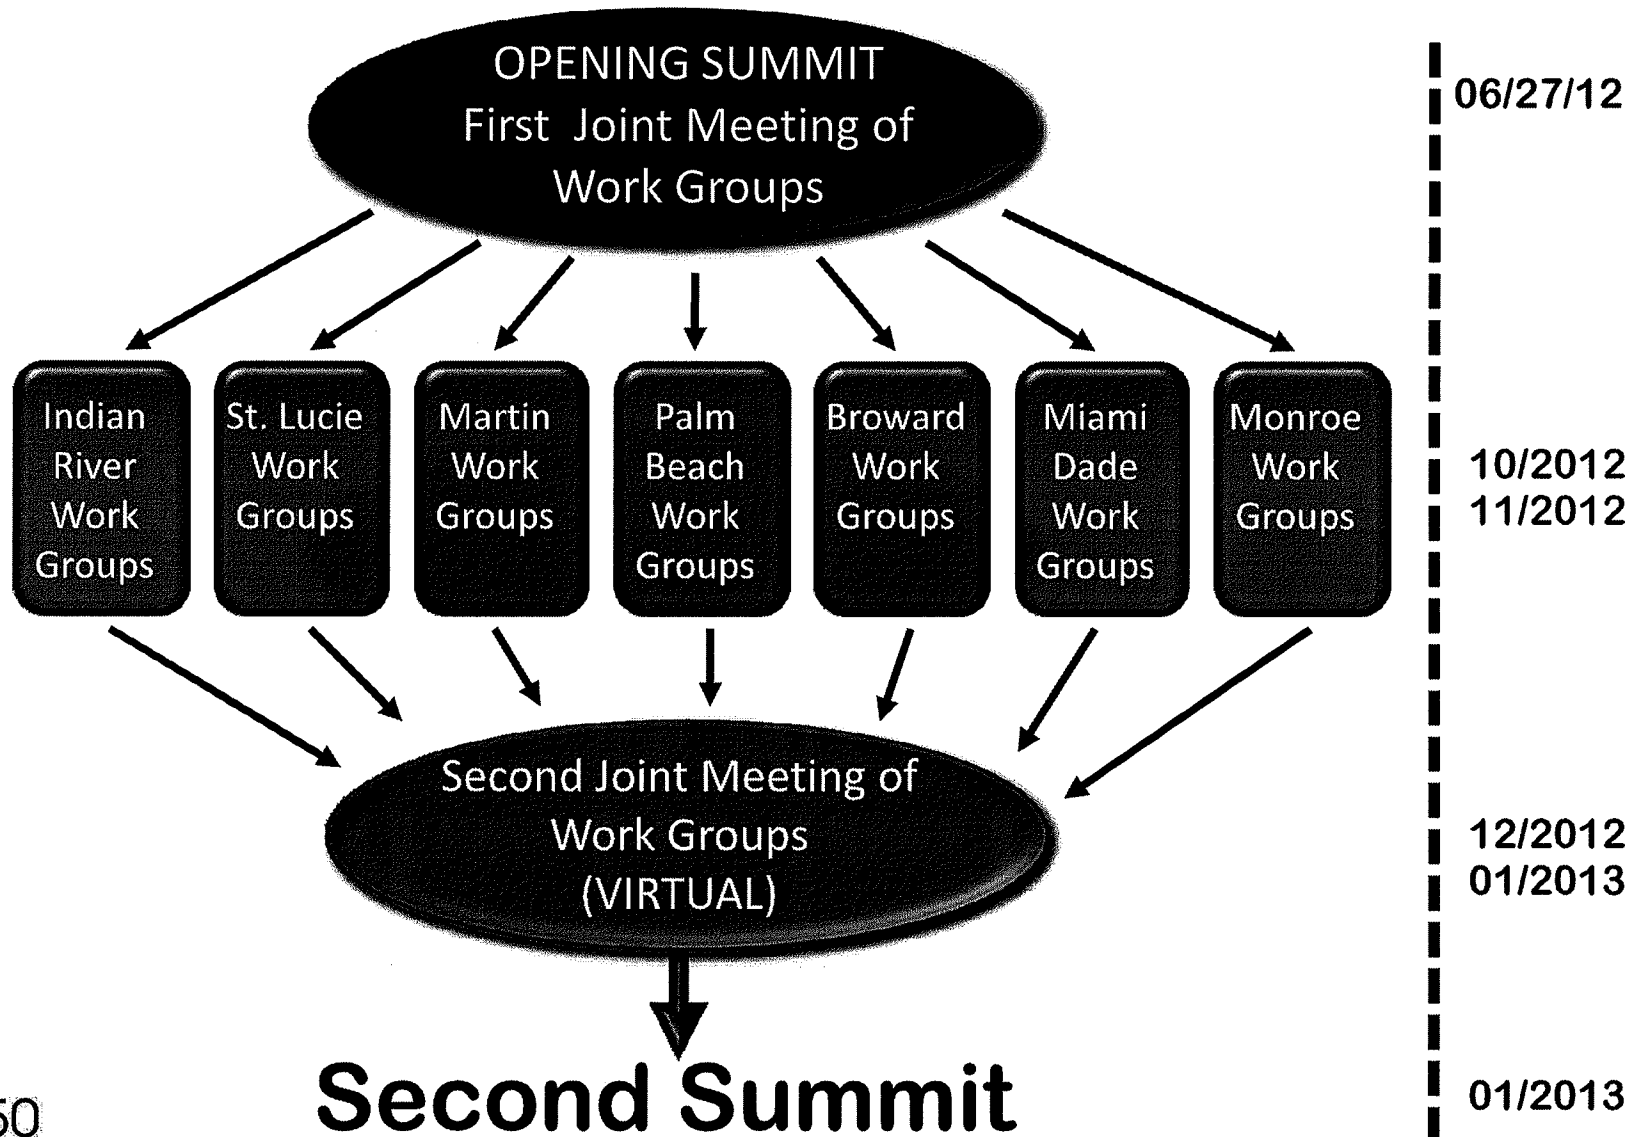 OPENING SUMMIT
First Joint Meeting of
Work Groups
06/27/12
Indian
River
Work
Groups
St. Lucie
Work
Groups
Martin
Work
Groups
Palm
Beach
Work
Groups
Broward
Work
Groups
Miami
Dade
Work
Groups
Monroe
Work
Groups
10/2012
11/2012
Second Joint Meeting of
Work Groups
(VIRTUAL)
12/2012
01/2013
Second Summit
01/2013